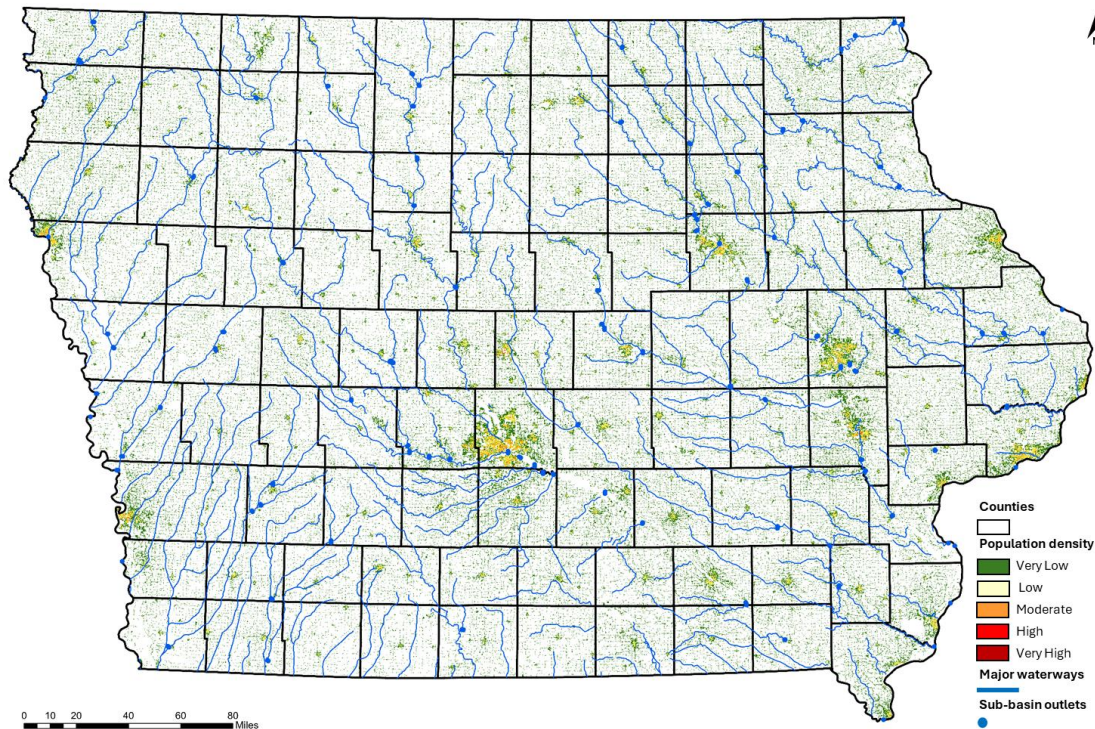 N
Counties
Population density
Very Low
Low
Moderate
High
Very High
Major waterways
Sub-basin outlets
0 10 20 40 60 80
Miles